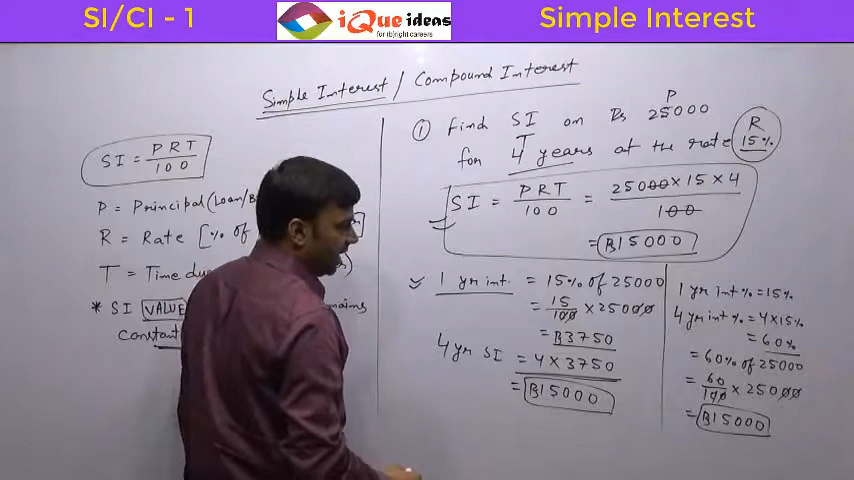 SI/CI - 1
iQue ideas
for (b)right careers
Simple Interest
Simple Interest / Compound Interest
SI = PRT
100
P = Principal (Loan/B
R = Rate [% of
T = Time du
* SI VALUE mains
constant
① Find SI on Rs 25000 P
for 4 years at the rate 15% T R
SI = PRT = 25000 × 15 × 4
100 100
= Rs 15000
1 yr int. = 15% of 25000
= 15 × 25000
100
= Rs 3750
4 yr SI = 4 × 3750
= Rs 15000
1 yr int % = 15%
4 yr int % = 4 × 15%
= 60%
= 60% of 25000
= 60 × 25000
100
= Rs 15000